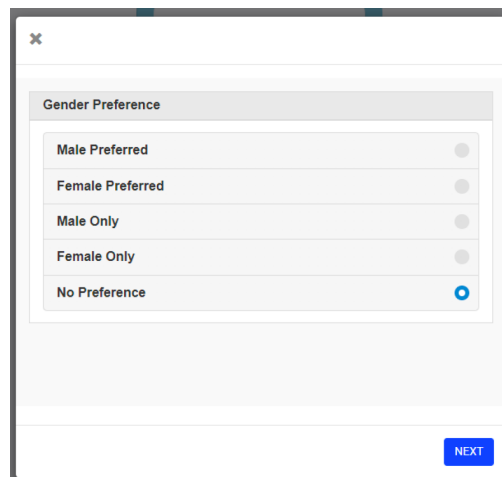 Gender Preference
Male Preferred
Female Preferred
Male Only
Female Only
No Preference
NEXT